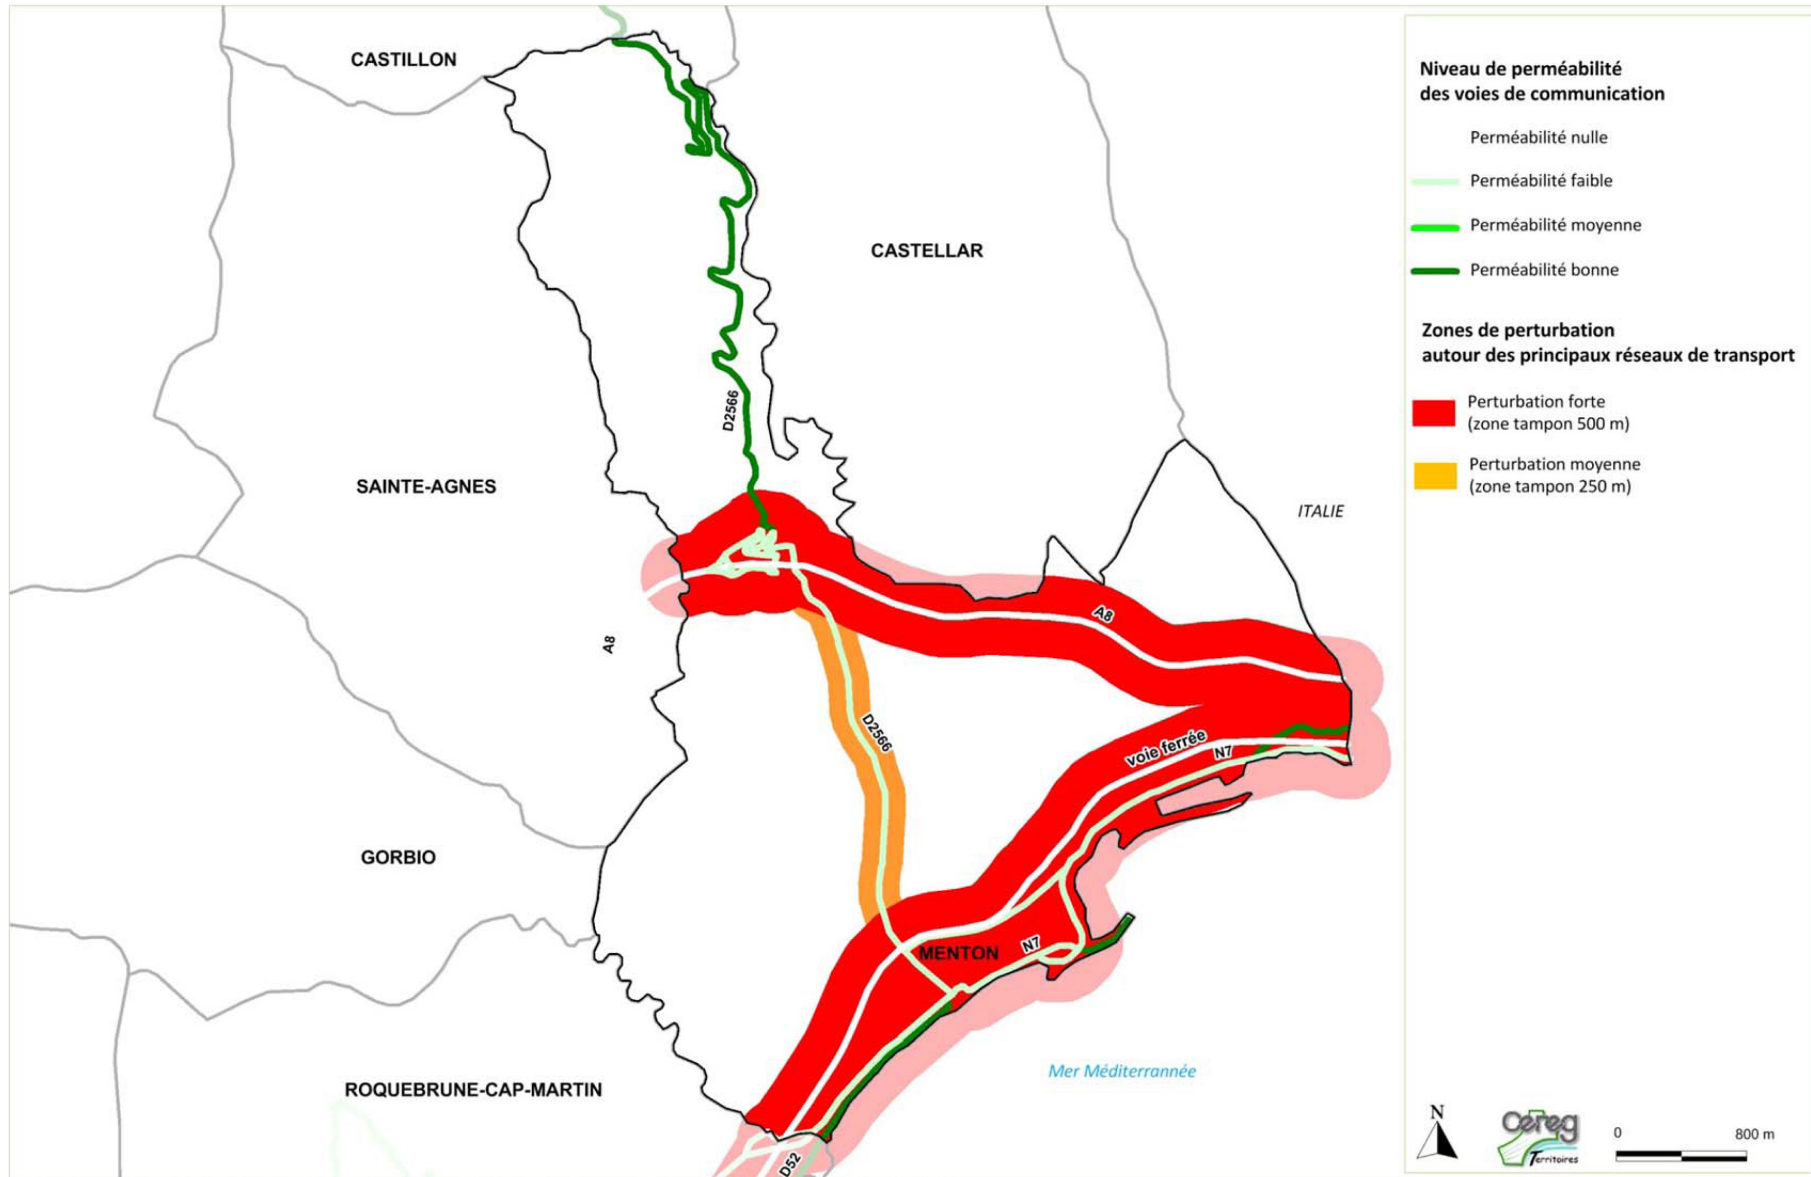 CASTILLON
CASTELLAR
D2566
SAINTE-AGNES
ITALIE
A8
A8
D2566
voie ferrée
N7
GORBIO
N7
MENTON
Mer Méditerrannée
ROQUEBRUNE-CAP-MARTIN
D52
Niveau de perméabilité
des voies de communication
Perméabilité nulle
Perméabilité faible
Perméabilité moyenne
Perméabilité bonne
Zones de perturbation
autour des principaux réseaux de transport
Perturbation forte
(zone tampon 500 m)
Perturbation moyenne
(zone tampon 250 m)
N
Cereg
Territoires
0 800 m